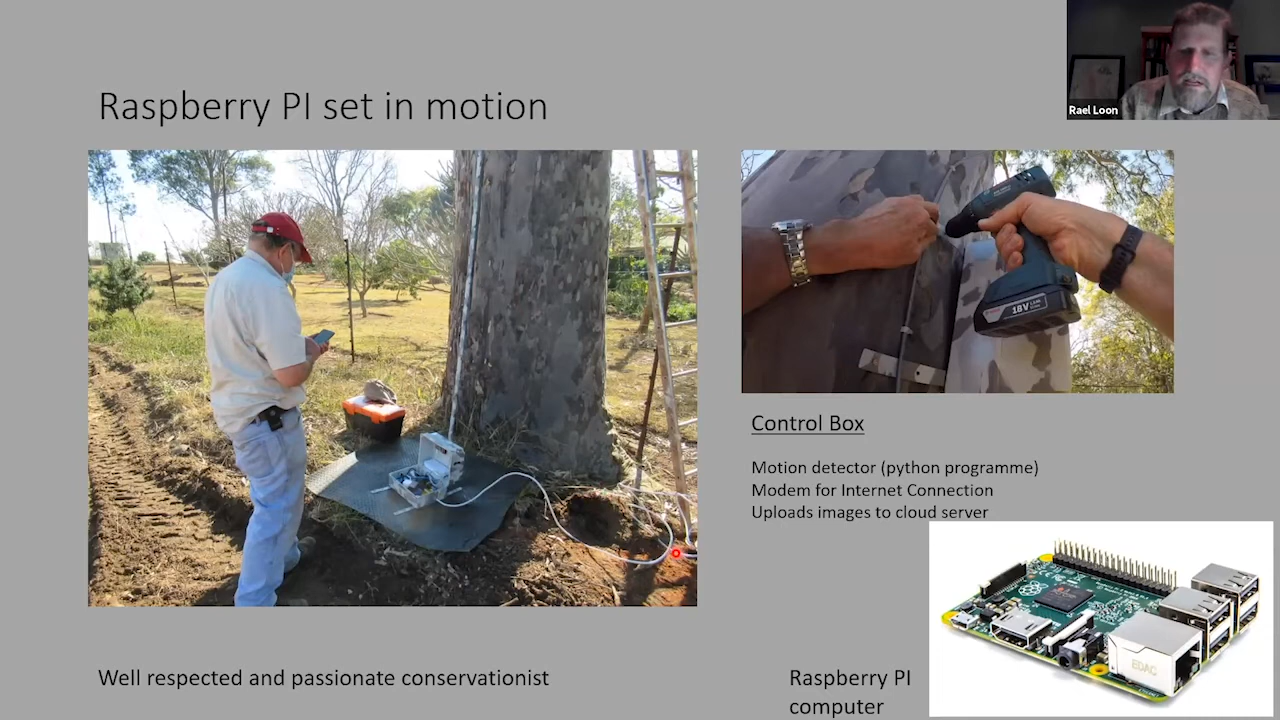 Rael Loon
Raspberry PI set in motion
18V
Control Box
Motion detector (python programme)
Modem for Internet Connection
Uploads images to cloud server
EDAC
Well respected and passionate conservationist
Raspberry PI
computer